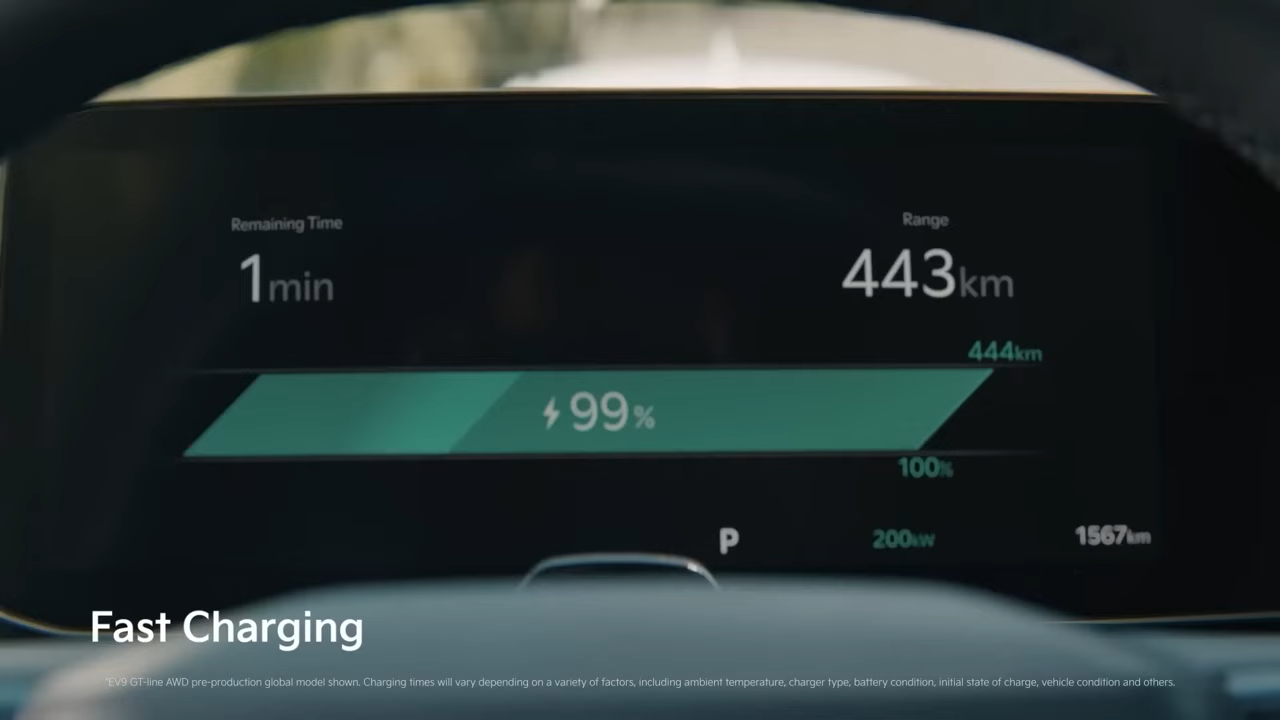 Remaining Time
1min
Range
443km
444km
99%
100%
P
200kW
1567km
Fast Charging
*EV9 GT-line AWD pre-production global model shown. Charging times will vary depending on a variety of factors, including ambient temperature, charger type, battery condition, initial state of charge, vehicle condition and others.